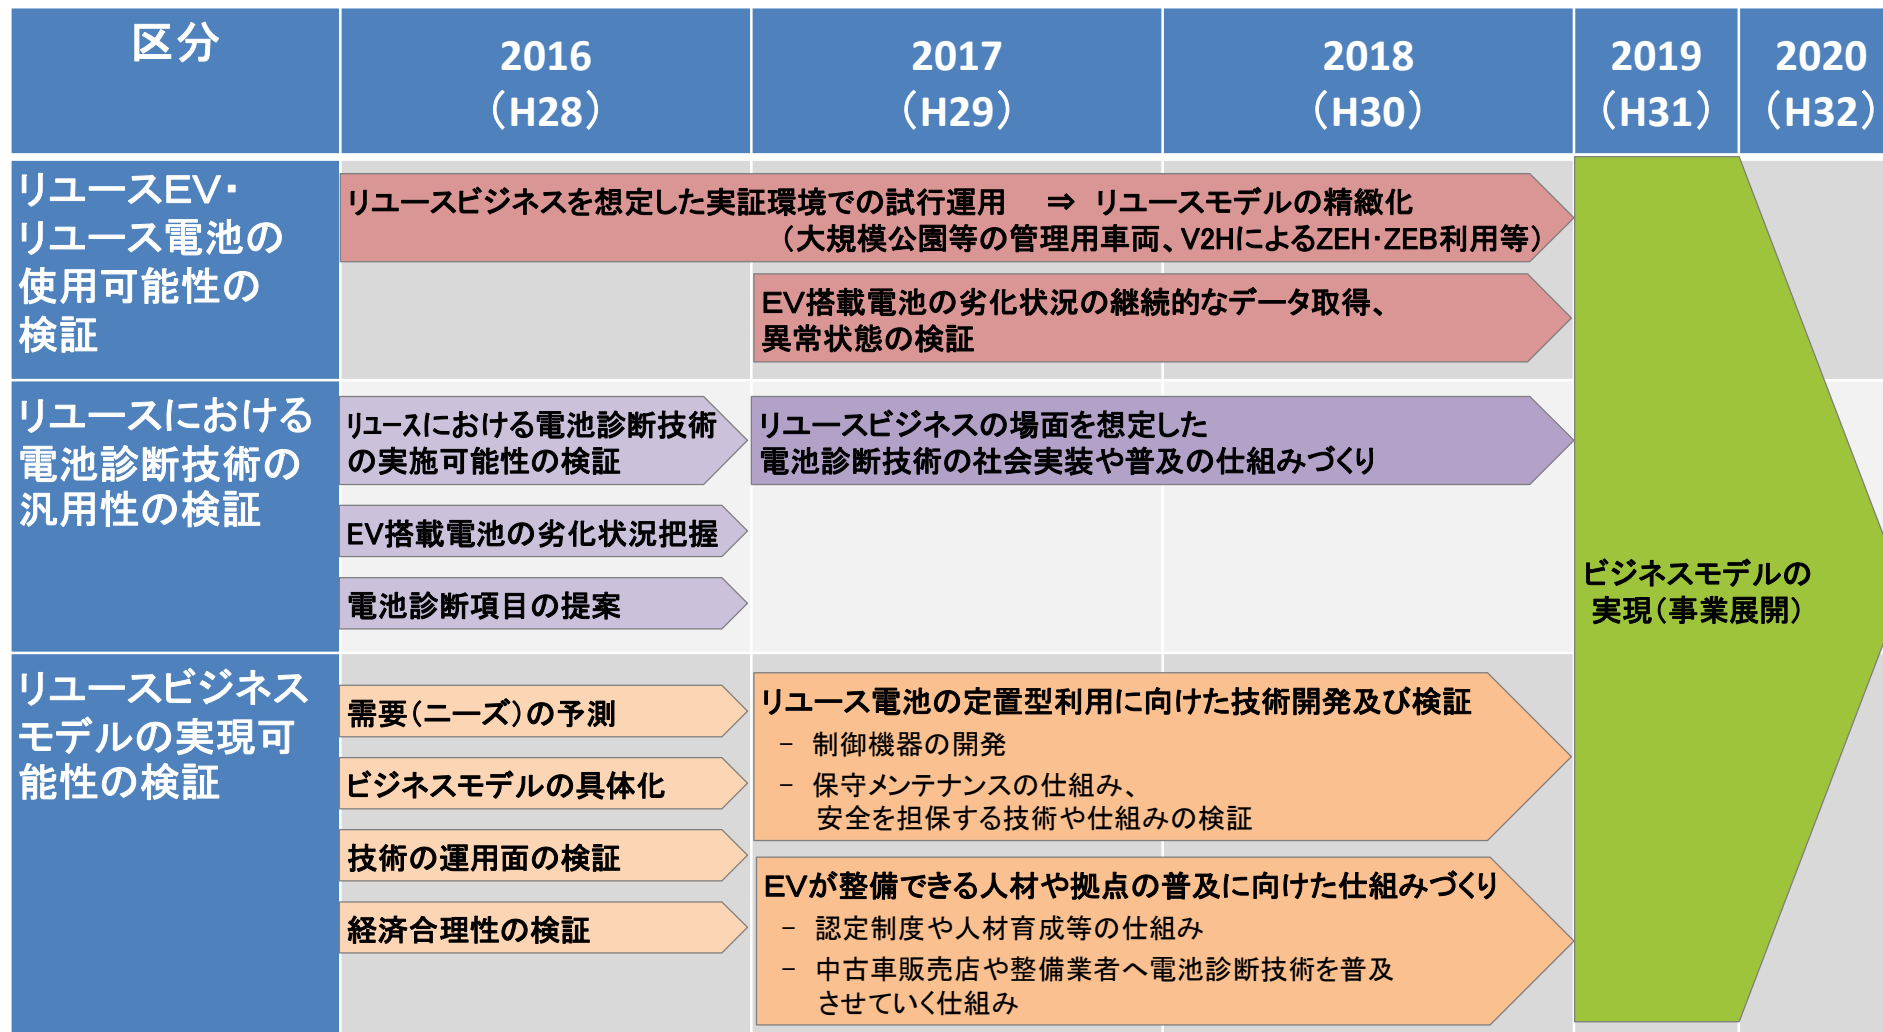 区分
2016
（H28）
2017
（H29）
2018
（H30）
2019
（H31）
2020
（H32）
リユースEV・
リユース電池の
使用可能性の
検証
リユースビジネスを想定した実証環境での試行運用　⇒ リユースモデルの精緻化
（大規模公園等の管理用車両、V2HによるZEH・ZEB利用等）
EV搭載電池の劣化状況の継続的なデータ取得、
異常状態の検証
リユースにおける
電池診断技術の
汎用性の検証
リユースにおける電池診断技術
の実施可能性の検証
EV搭載電池の劣化状況把握
電池診断項目の提案
リユースビジネスの場面を想定した
電池診断技術の社会実装や普及の仕組みづくり
リユースビジネス
モデルの実現可
能性の検証
需要（ニーズ）の予測
ビジネスモデルの具体化
技術の運用面の検証
経済合理性の検証
リユース電池の定置型利用に向けた技術開発及び検証
－ 制御機器の開発
－ 保守メンテナンスの仕組み、
安全を担保する技術や仕組みの検証
EVが整備できる人材や拠点の普及に向けた仕組みづくり
－ 認定制度や人材育成等の仕組み
－ 中古車販売店や整備業者へ電池診断技術を普及
させていく仕組み
ビジネスモデルの
実現（事業展開）